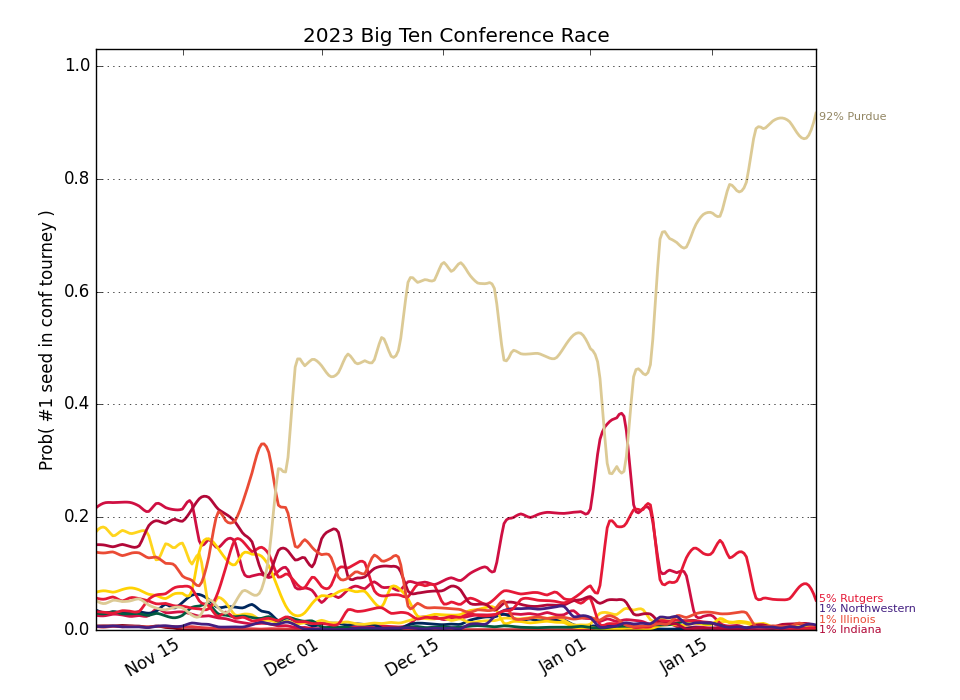 2023 Big Ten Conference Race
Prob( #1 seed in conf tourney )
1.0
0.8
0.6
0.4
0.2
0.0
Nov 15
Dec 01
Dec 15
Jan 01
Jan 15
92% Purdue
5% Rutgers
1% Northwestern
1% Illinois
1% Indiana